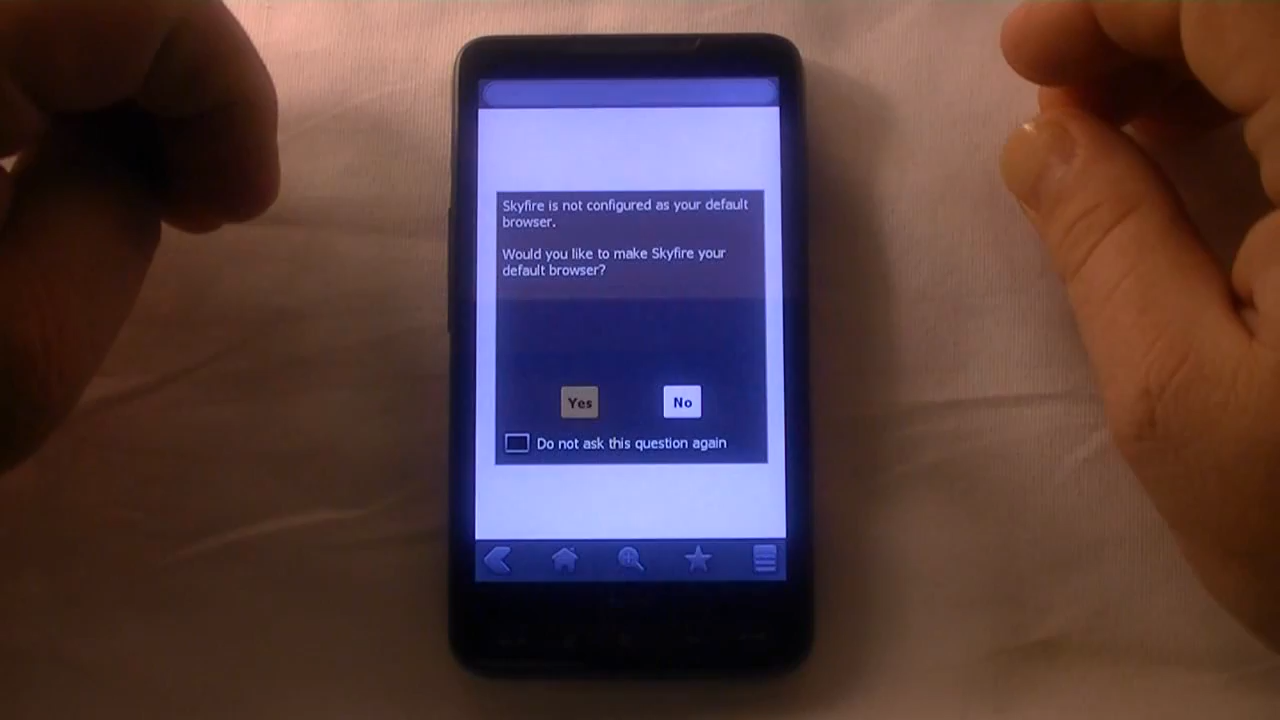 Skyfire is not configured as your default
browser.
Would you like to make Skyfire your
default browser?
Yes
No
Do not ask this question again